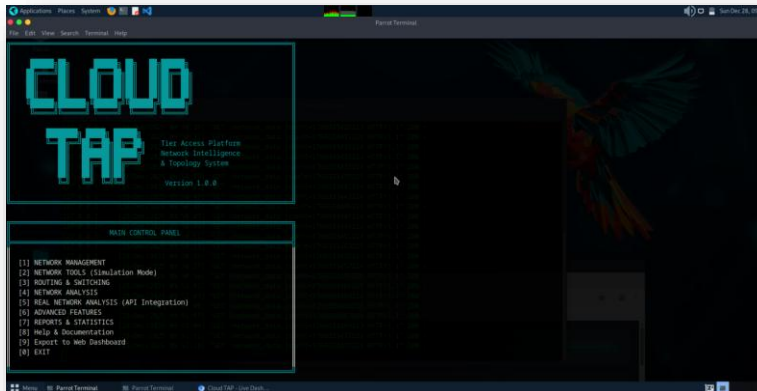 Applications Places System
Sun Dec 28, 0
Parrot Terminal
File Edit View Search Terminal Help
CLOUD
TAP
Tier Access Platform
Network Intelligence
& Topology System
Version 1.0.0
MAIN CONTROL PANEL
[1] NETWORK MANAGEMENT
[2] NETWORK TOOLS (Simulation Mode)
[3] ROUTING & SWITCHING
[4] NETWORK ANALYSIS
[5] REAL NETWORK ANALYSIS (API Integration)
[6] ADVANCED FEATURES
[7] REPORTS & STATISTICS
[8] Help & Documentation
[9] Export to Web Dashboard
[0] EXIT
Menu Parrot Terminal Parrot Terminal Cloud TAP - Live Dash...